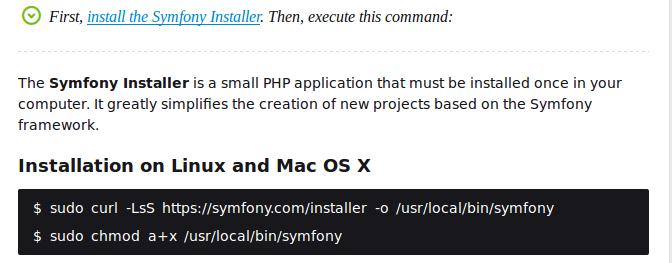 First, install the Symfony Installer. Then, execute this command:
The Symfony Installer is a small PHP application that must be installed once in your
computer. It greatly simplifies the creation of new projects based on the Symfony
framework.
Installation on Linux and Mac OS X
$ sudo curl -LsS https://symfony.com/installer -o /usr/local/bin/symfony
$ sudo chmod a+x /usr/local/bin/symfony